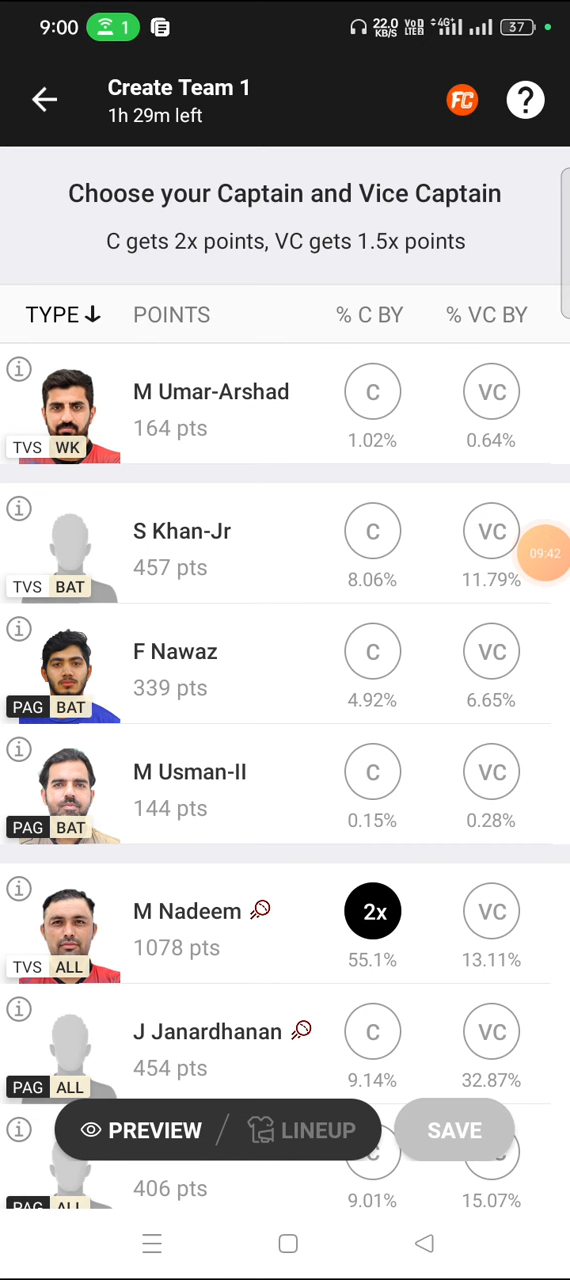 9:00 1 22.0 KB/S VoD LTE2 4G+ 37
Create Team 1
1h 29m left
FC ?
Choose your Captain and Vice Captain
C gets 2x points, VC gets 1.5x points
TYPE POINTS % C BY % VC BY
M Umar-Arshad C VC
164 pts
TVS WK 1.02% 0.64%
S Khan-Jr C VC
09:42
457 pts
TVS BAT 8.06% 11.79%
F Nawaz C VC
339 pts
PAG BAT 4.92% 6.65%
M Usman-II C VC
144 pts
PAG BAT 0.15% 0.28%
M Nadeem 2x VC
1078 pts
TVS ALL 55.1% 13.11%
J Janardhanan C VC
454 pts
PAG ALL 9.14% 32.87%
PREVIEW / LINEUP SAVE
406 pts
PAG ALL 9.01% 15.07%